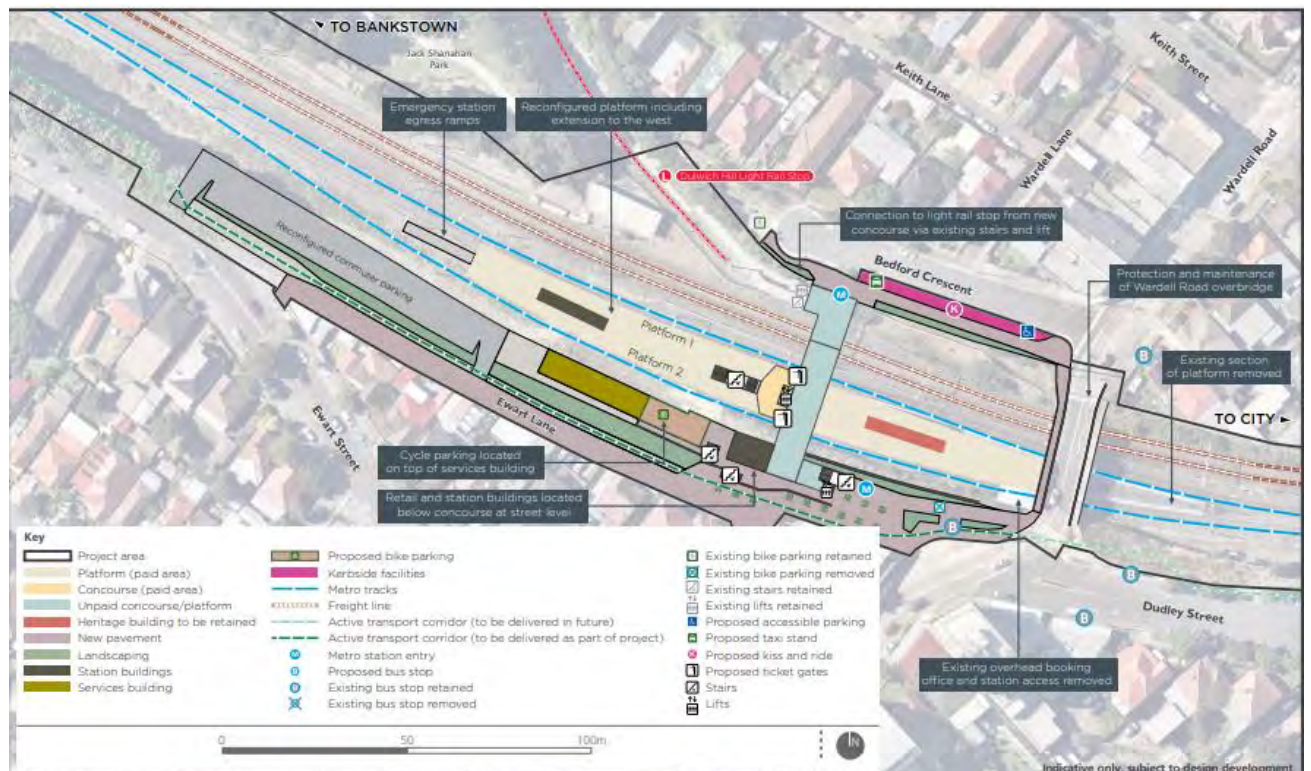 TO BANKSTOWN
Jack Shanahan
Park
Keith Street
Keith Lane
Wardell Lane
Wardell Road
Emergency station
egress ramps
Reconfigured platform including
extension to the west
L
Dulwich Hill Light Rail Stop
Connection to light rail stop from new
concourse via existing stairs and lift
Bedford Crescent
Protection and maintenance
of Wardell Road overbridge
Reconfigured commuter parking
M
K
B
Existing section
of platform removed
Platform 1
Platform 2
TO CITY
Ewart Lane
Ewart Street
Cycle parking located
on top of services building
Retail and station buildings located
below concourse at street level
M
B
B
B
Dudley Street
Existing overhead booking
office and station access removed
Key
Project area
Platform (paid area)
Concourse (paid area)
Unpaid concourse/platform
Heritage building to be retained
New pavement
Landscaping
Station buildings
Services building
Proposed bike parking
Kerbside facilities
Metro tracks
Freight line
Active transport corridor (to be delivered in future)
Active transport corridor (to be delivered as part of project)
M Metro station entry
B Proposed bus stop
B Existing bus stop retained
Existing bus stop removed
Existing bike parking retained
Existing bike parking removed
Existing stairs retained
Existing lifts retained
Proposed accessible parking
Proposed taxi stand
K Proposed kiss and ride
Proposed ticket gates
Stairs
Lifts
0 50 100m
N
Indicative only, subject to design development